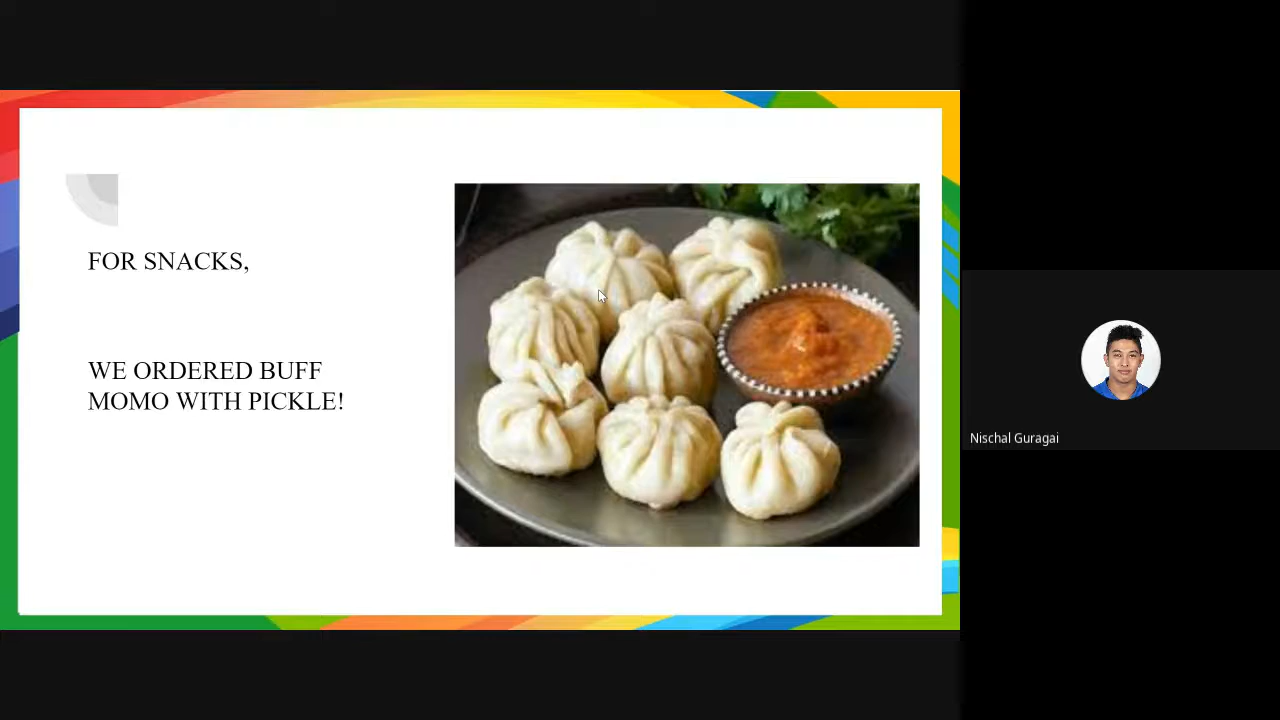 FOR SNACKS,
WE ORDERED BUFF
MOMO WITH PICKLE!
Nischal Guragai